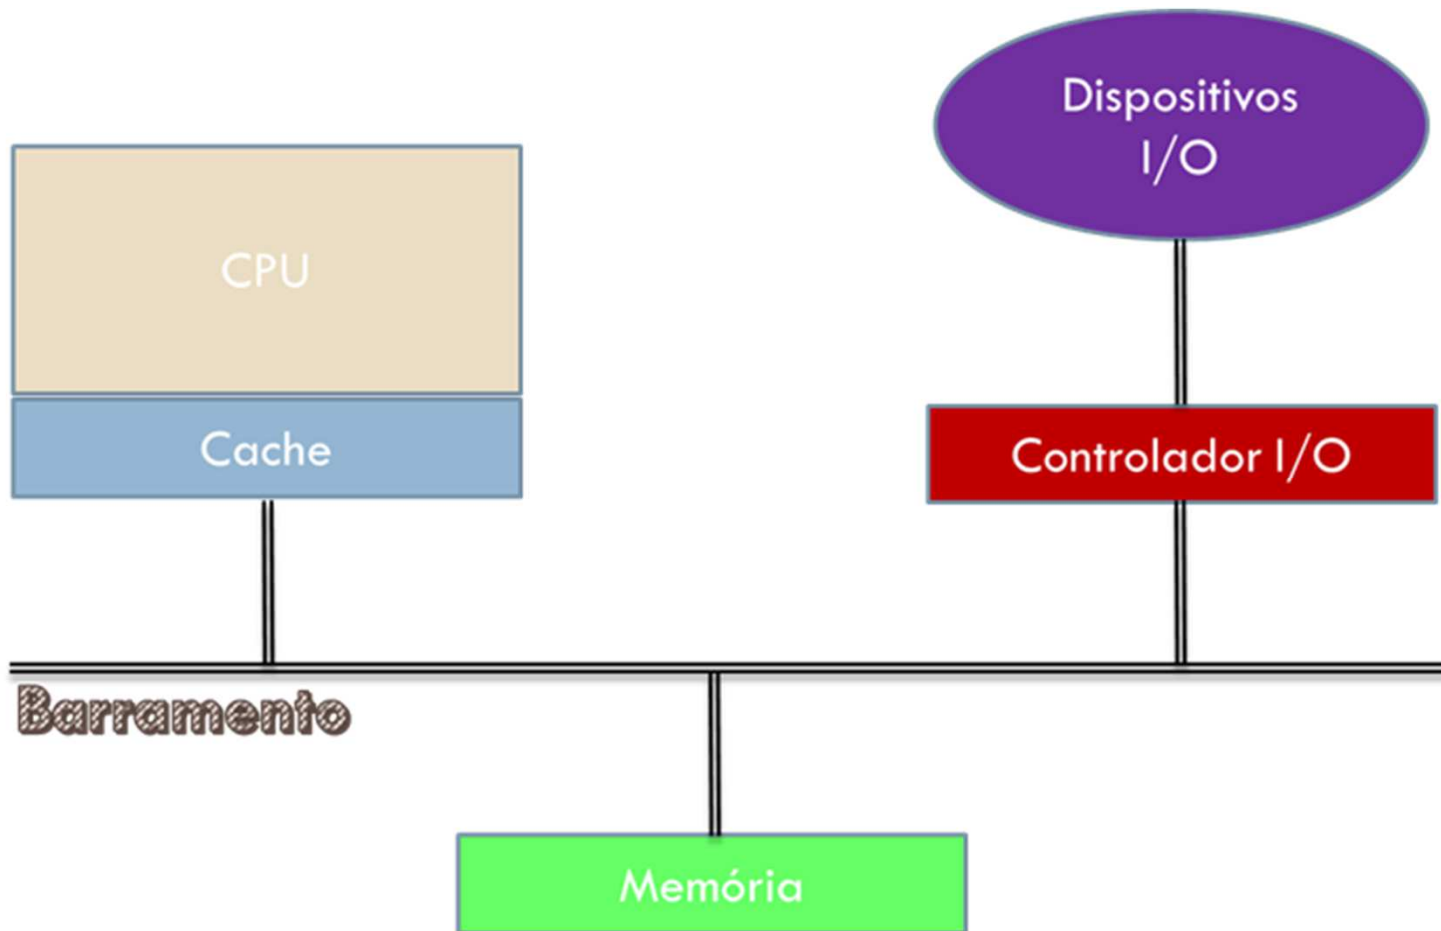 Dispositivos
I/O
CPU
Cache
Controlador I/O
Barramento
Memória